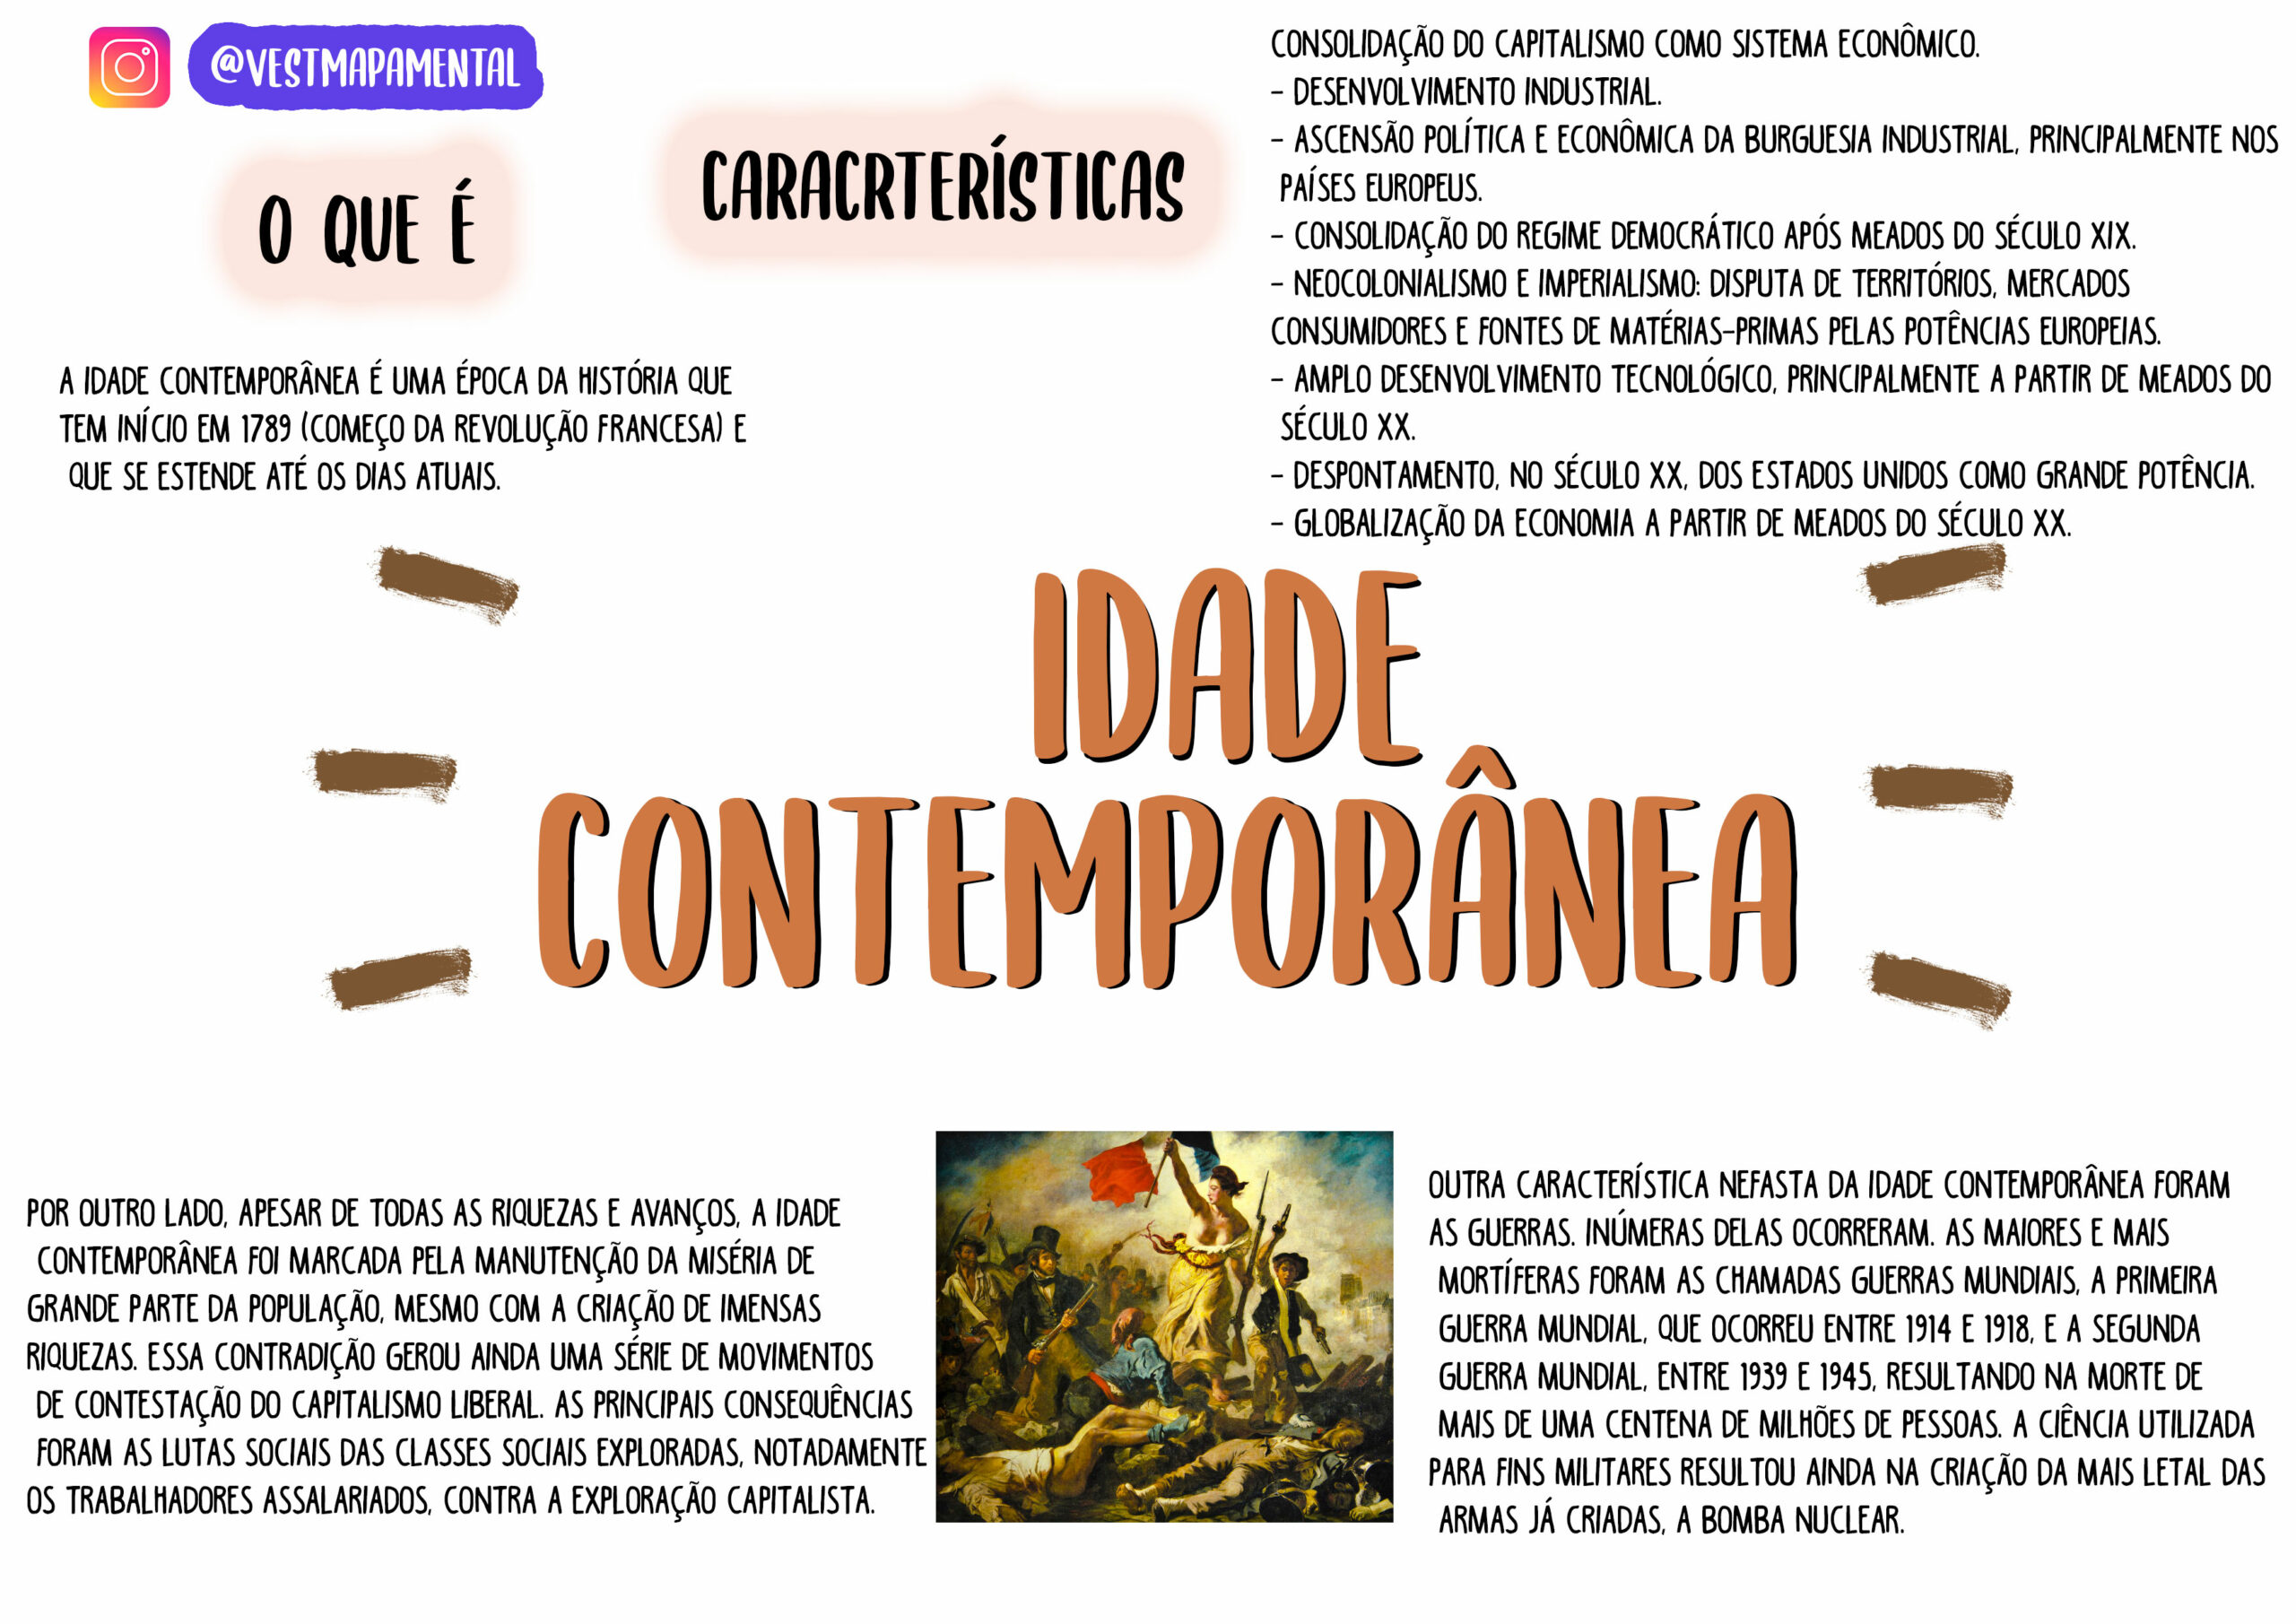 @VESTMAPAMENTAL
O QUE É
A IDADE CONTEMPORÂNEA É UMA ÉPOCA DA HISTÓRIA QUE
TEM INÍCIO EM 1789 (COMEÇO DA REVOLUÇÃO FRANCESA) E
QUE SE ESTENDE ATÉ OS DIAS ATUAIS.
CARACRTERÍSTICAS
CONSOLIDAÇÃO DO CAPITALISMO COMO SISTEMA ECONÔMICO.
- DESENVOLVIMENTO INDUSTRIAL.
- ASCENSÃO POLÍTICA E ECONÔMICA DA BURGUESIA INDUSTRIAL, PRINCIPALMENTE NOS
PAÍSES EUROPEUS.
- CONSOLIDAÇÃO DO REGIME DEMOCRÁTICO APÓS MEADOS DO SÉCULO XIX.
- NEOCOLONIALISMO E IMPERIALISMO: DISPUTA DE TERRITÓRIOS, MERCADOS
CONSUMIDORES E FONTES DE MATÉRIAS-PRIMAS PELAS POTÊNCIAS EUROPEIAS.
- AMPLO DESENVOLVIMENTO TECNOLÓGICO, PRINCIPALMENTE A PARTIR DE MEADOS DO
SÉCULO XX.
- DESPONTAMENTO, NO SÉCULO XX, DOS ESTADOS UNIDOS COMO GRANDE POTÊNCIA.
- GLOBALIZAÇÃO DA ECONOMIA A PARTIR DE MEADOS DO SÉCULO XX.
IDADE
CONTEMPORÂNEA
POR OUTRO LADO, APESAR DE TODAS AS RIQUEZAS E AVANÇOS, A IDADE
CONTEMPORÂNEA FOI MARCADA PELA MANUTENÇÃO DA MISÉRIA DE
GRANDE PARTE DA POPULAÇÃO, MESMO COM A CRIAÇÃO DE IMENSAS
RIQUEZAS. ESSA CONTRADIÇÃO GEROU AINDA UMA SÉRIE DE MOVIMENTOS
DE CONTESTAÇÃO DO CAPITALISMO LIBERAL. AS PRINCIPAIS CONSEQUÊNCIAS
FORAM AS LUTAS SOCIAIS DAS CLASSES SOCIAIS EXPLORADAS, NOTADAMENTE
OS TRABALHADORES ASSALARIADOS, CONTRA A EXPLORAÇÃO CAPITALISTA.
OUTRA CARACTERÍSTICA NEFASTA DA IDADE CONTEMPORÂNEA FORAM
AS GUERRAS. INÚMERAS DELAS OCORRERAM. AS MAIORES E MAIS
MORTÍFERAS FORAM AS CHAMADAS GUERRAS MUNDIAIS, A PRIMEIRA
GUERRA MUNDIAL, QUE OCORREU ENTRE 1914 E 1918, E A SEGUNDA
GUERRA MUNDIAL, ENTRE 1939 E 1945, RESULTANDO NA MORTE DE
MAIS DE UMA CENTENA DE MILHÕES DE PESSOAS. A CIÊNCIA UTILIZADA
PARA FINS MILITARES RESULTOU AINDA NA CRIAÇÃO DA MAIS LETAL DAS
ARMAS JÁ CRIADAS, A BOMBA NUCLEAR.